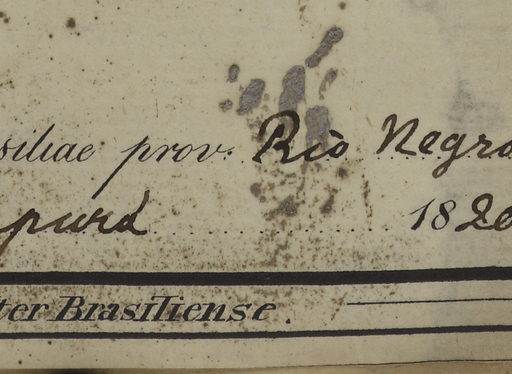 siliae prov. Rio Negro
purá 1820
ter Brasiliense.